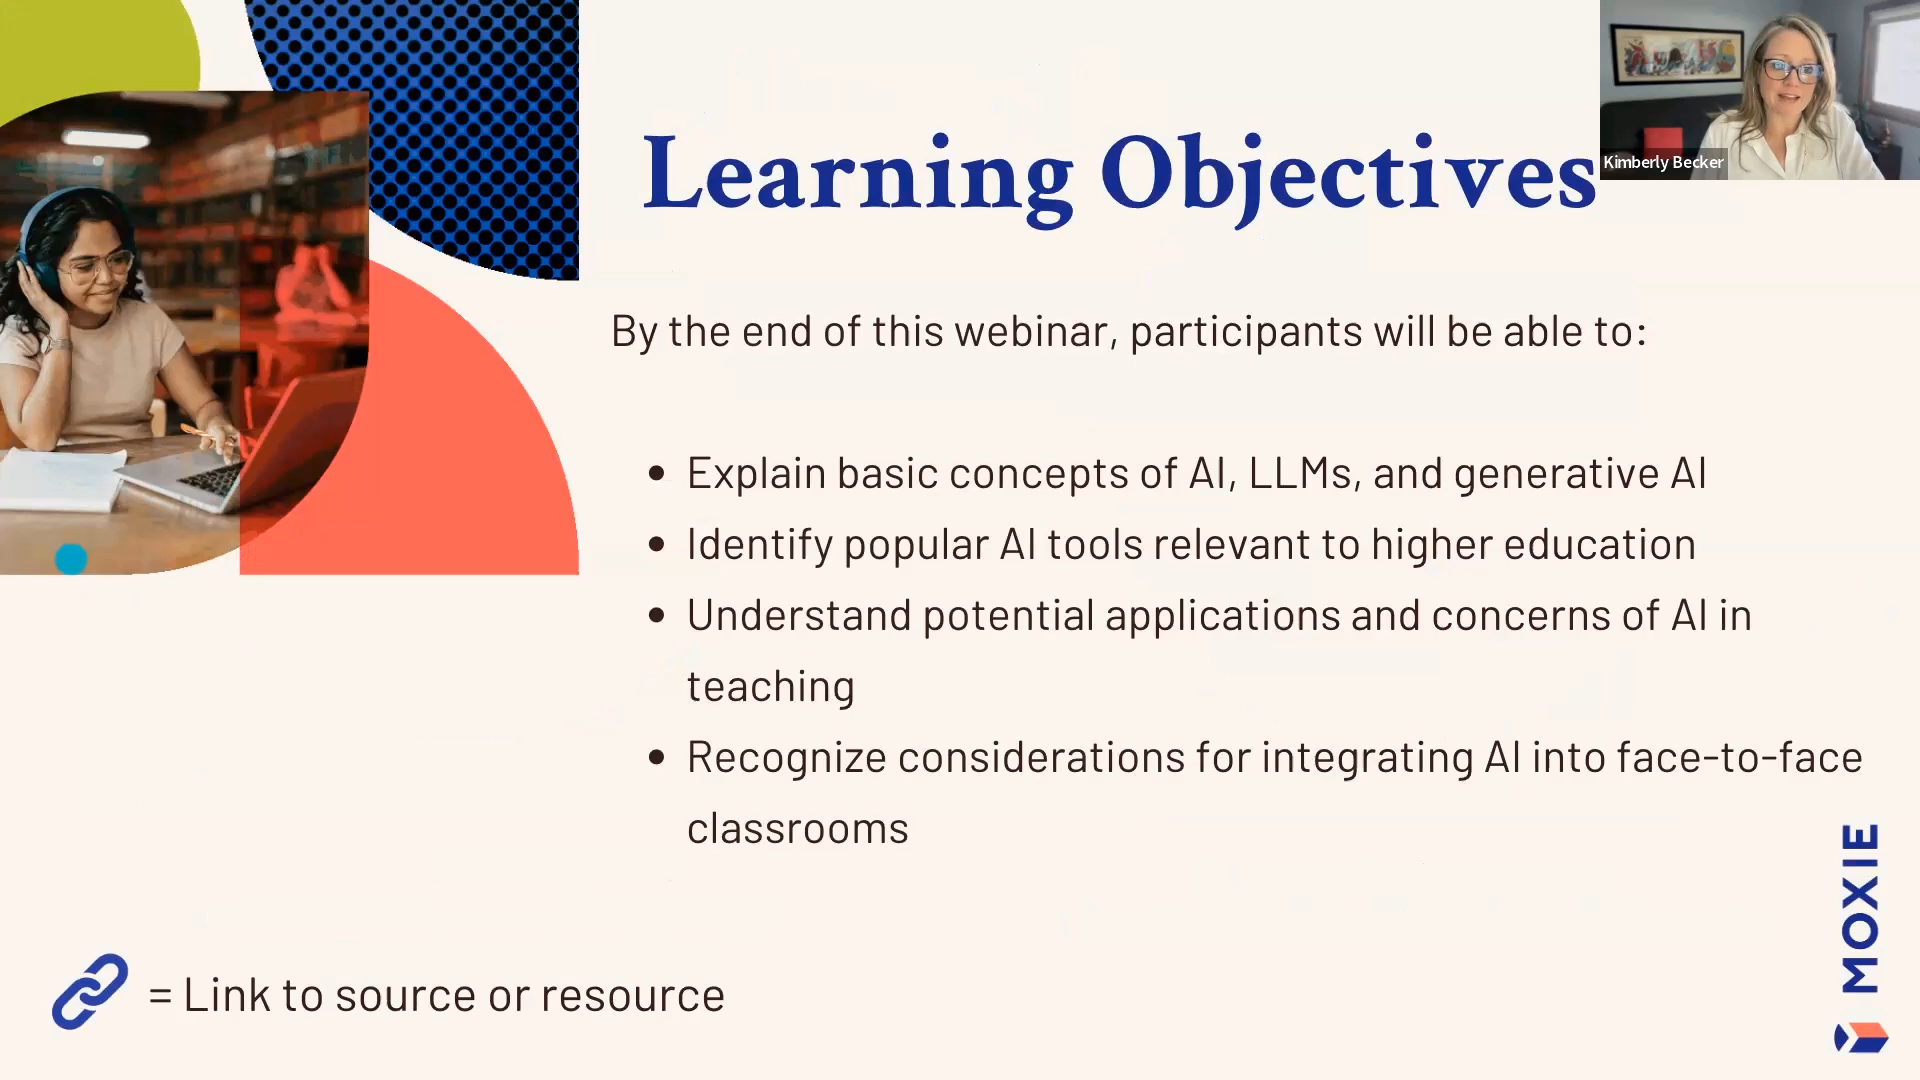 Learning Objectives
Kimberly Becker
By the end of this webinar, participants will be able to:
• Explain basic concepts of AI, LLMs, and generative AI
• Identify popular AI tools relevant to higher education
• Understand potential applications and concerns of AI in
teaching
• Recognize considerations for integrating AI into face-to-face
classrooms
= Link to source or resource
MOXIE